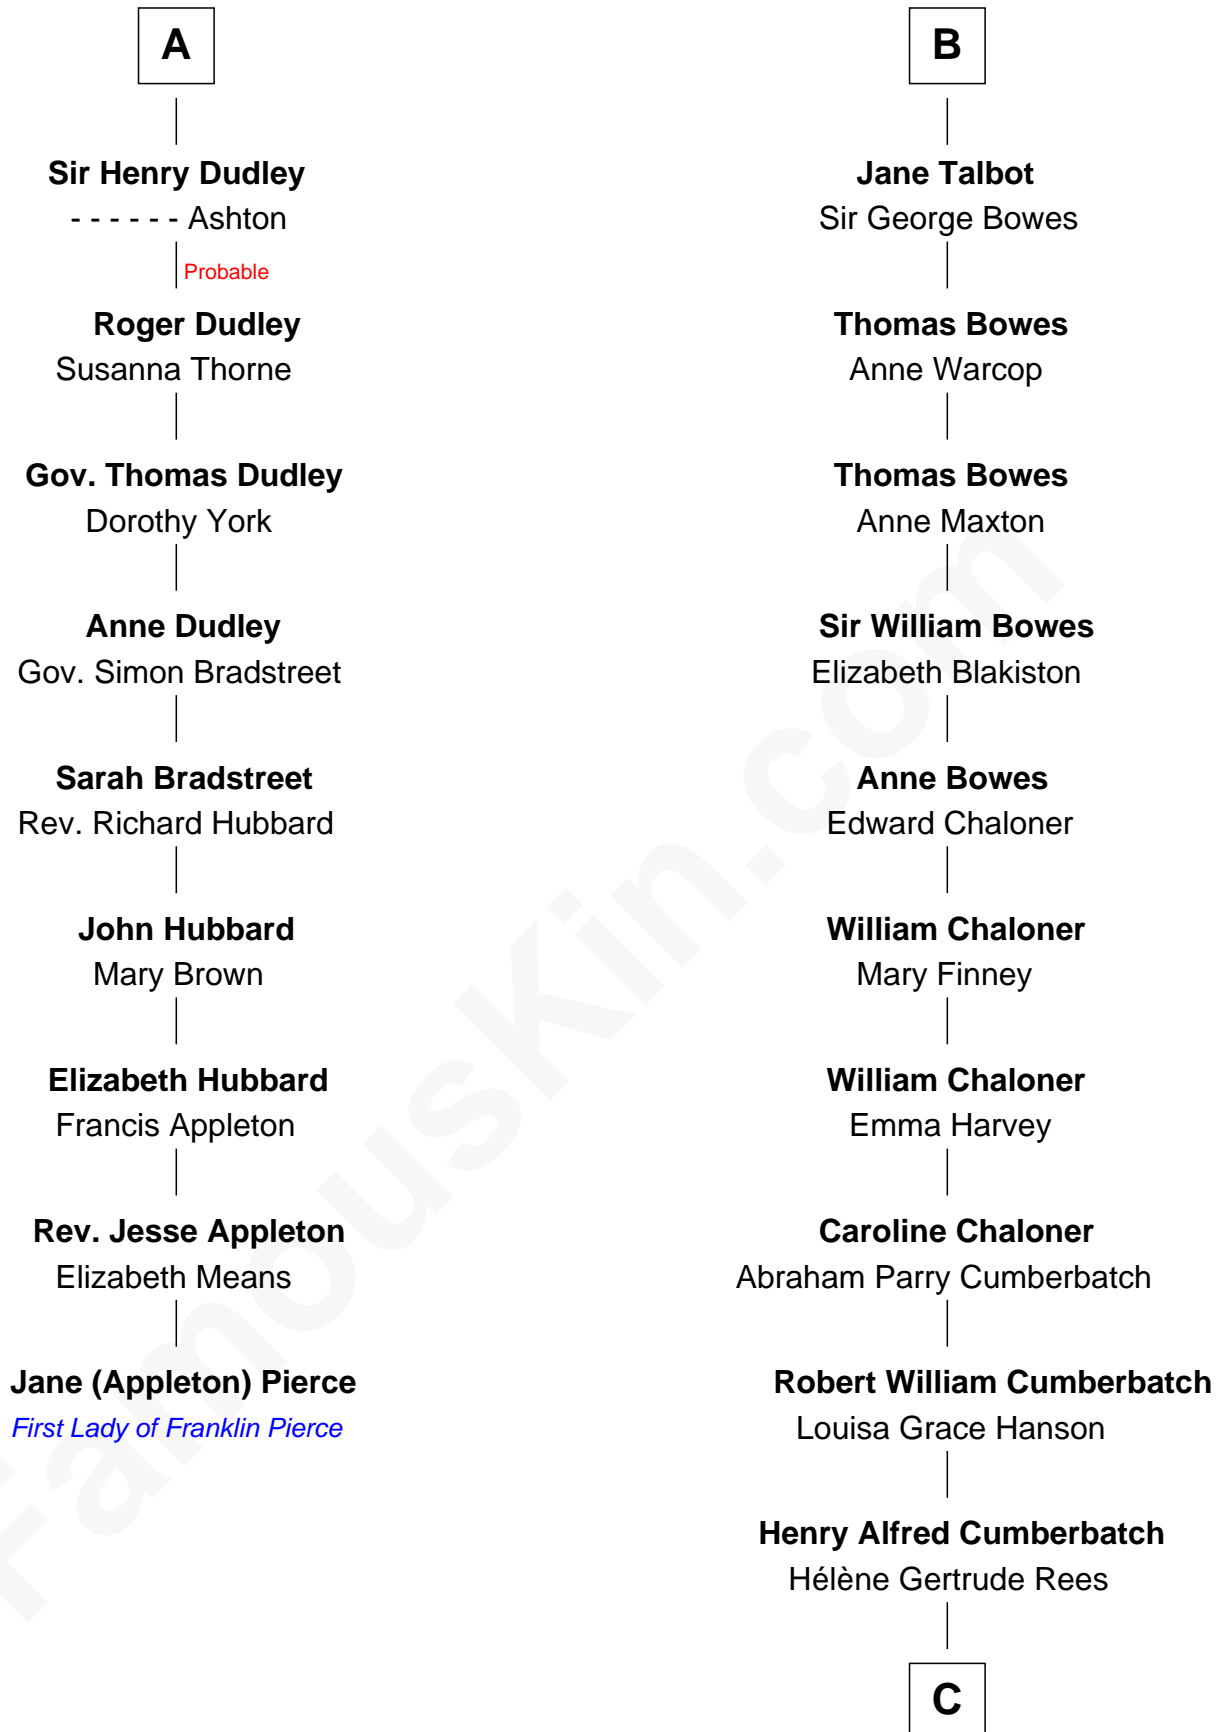 A
Sir Henry Dudley
- - - - - - Ashton
Probable
Roger Dudley
Susanna Thorne
Gov. Thomas Dudley
Dorothy York
Anne Dudley
Gov. Simon Bradstreet
Sarah Bradstreet
Rev. Richard Hubbard
John Hubbard
Mary Brown
Elizabeth Hubbard
Francis Appleton
Rev. Jesse Appleton
Elizabeth Means
Jane (Appleton) Pierce
First Lady of Franklin Pierce
B
Jane Talbot
Sir George Bowes
Thomas Bowes
Anne Warcop
Thomas Bowes
Anne Maxton
Sir William Bowes
Elizabeth Blakiston
Anne Bowes
Edward Chaloner
William Chaloner
Mary Finney
William Chaloner
Emma Harvey
Caroline Chaloner
Abraham Parry Cumberbatch
Robert William Cumberbatch
Louisa Grace Hanson
Henry Alfred Cumberbatch
Hélène Gertrude Rees
C
FamousKin.com